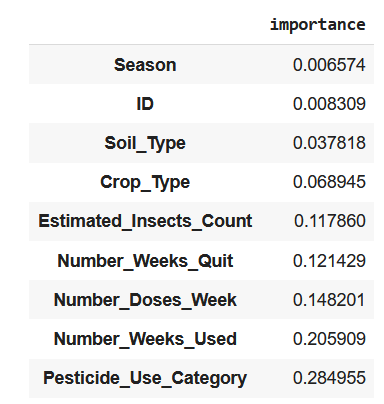 importance
Season 0.006574
ID 0.008309
Soil_Type 0.037818
Crop_Type 0.068945
Estimated_Insects_Count 0.117860
Number_Weeks_Quit 0.121429
Number_Doses_Week 0.148201
Number_Weeks_Used 0.205909
Pesticide_Use_Category 0.284955